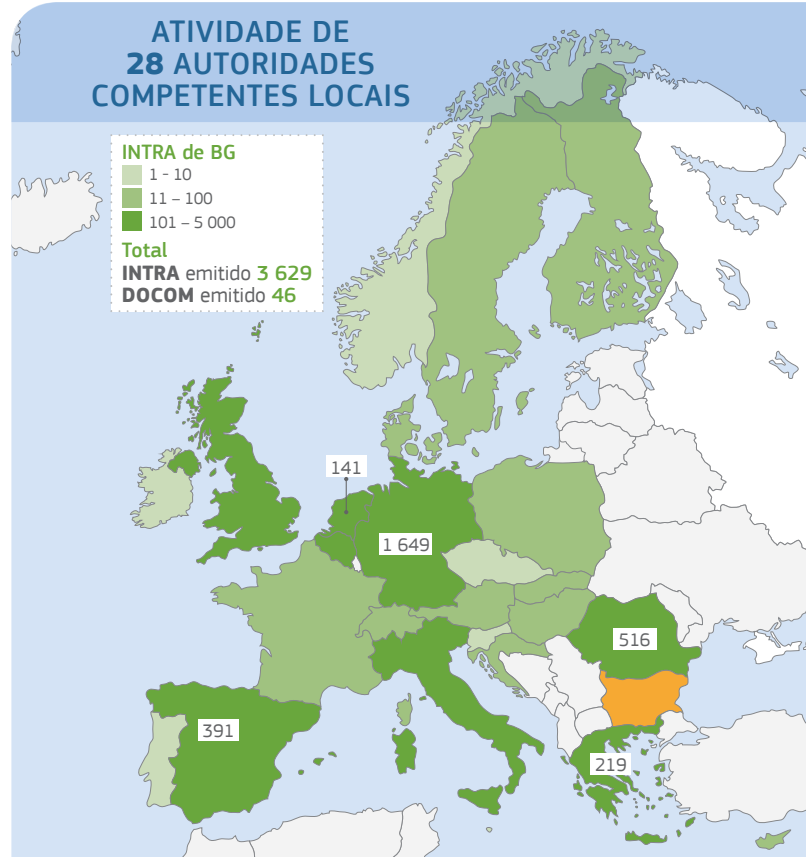 ATIVIDADE DE
28 AUTORIDADES
COMPETENTES LOCAIS
INTRA de BG
1 - 10
11 – 100
101 – 5 000
Total
INTRA emitido 3 629
DOCOM emitido 46
141
1 649
516
391
219